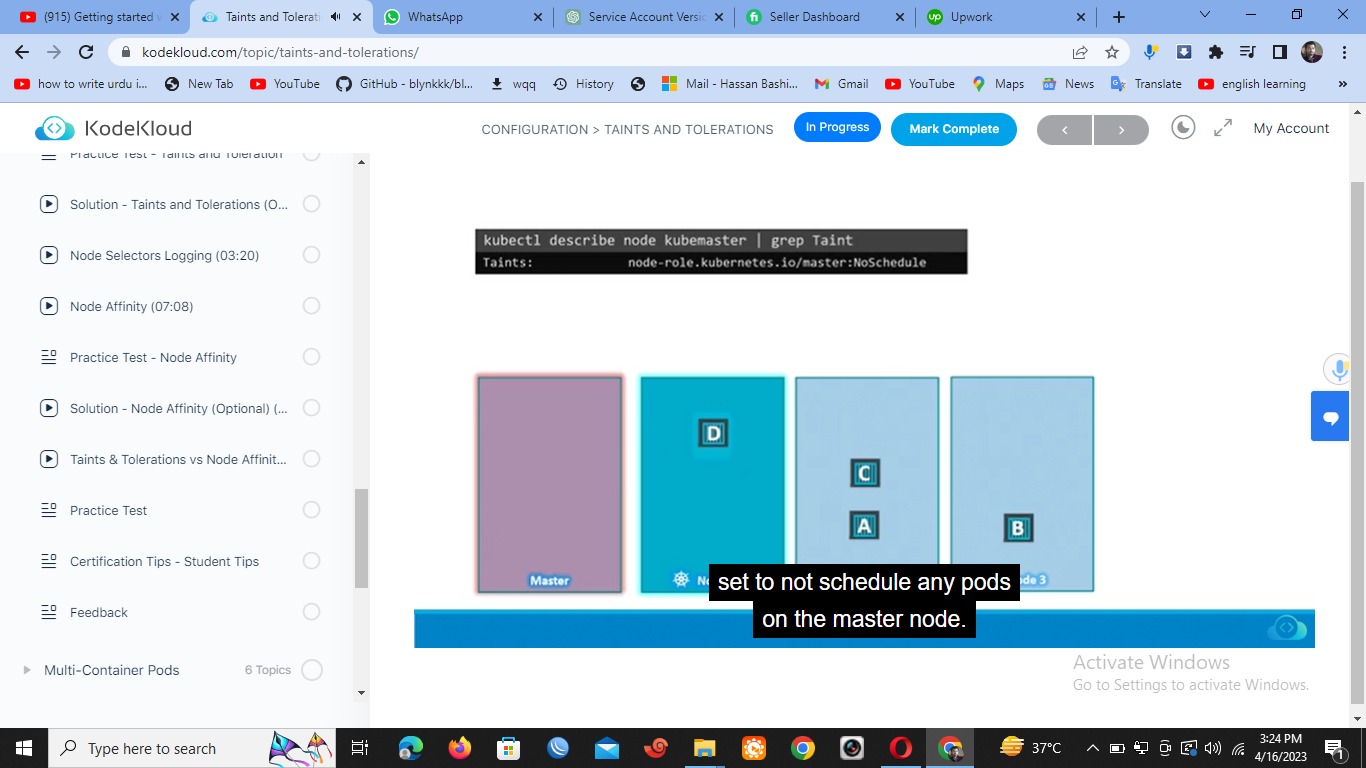 (915) Getting started v
Taints and Tolerati
WhatsApp
Service Account Versi
Seller Dashboard
Upwork
kodekloud.com/topic/taints-and-tolerations/
how to write urdu i...
New Tab
YouTube
GitHub - blynkkk/bl...
wqq
History
Mail - Hassan Bashi...
Gmail
YouTube
Maps
News
Translate
english learning
»
KodeKloud
CONFIGURATION > TAINTS AND TOLERATIONS
In Progress
Mark Complete
My Account
Practice Test - Taints and Toleration
Solution - Taints and Tolerations (O...
Node Selectors Logging (03:20)
Node Affinity (07:08)
Practice Test - Node Affinity
Solution - Node Affinity (Optional) (...
Taints & Tolerations vs Node Affinit...
Practice Test
Certification Tips - Student Tips
Feedback
Multi-Container Pods
6 Topics
kubectl describe node kubemaster | grep Taint
Taints: node-role.kubernetes.io/master:NoSchedule
D
C
A
B
Master
No
de 3
set to not schedule any pods
on the master node.
Activate Windows
Go to Settings to activate Windows.
Type here to search
37°C
3:24 PM
4/16/2023
1